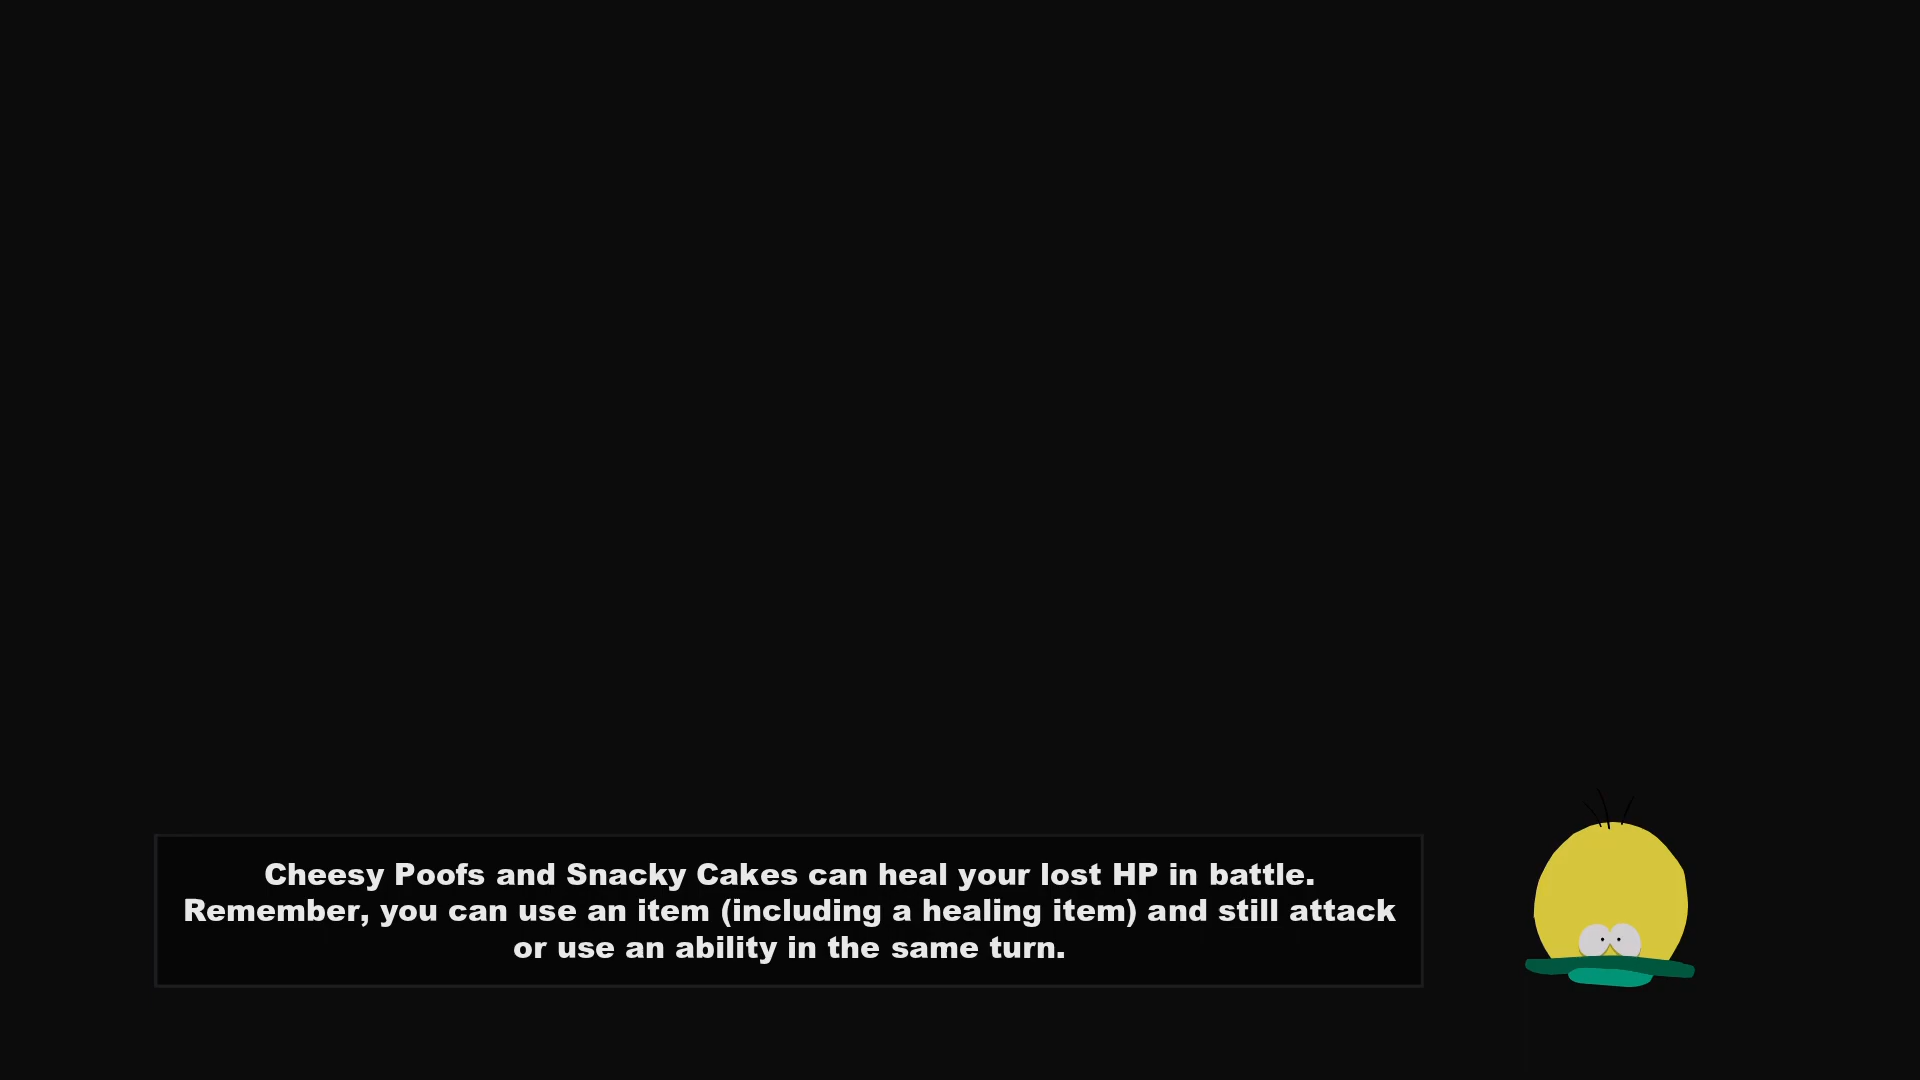 Cheesy Poofs and Snacky Cakes can heal your lost HP in battle.
Remember, you can use an item (including a healing item) and still attack
or use an ability in the same turn.